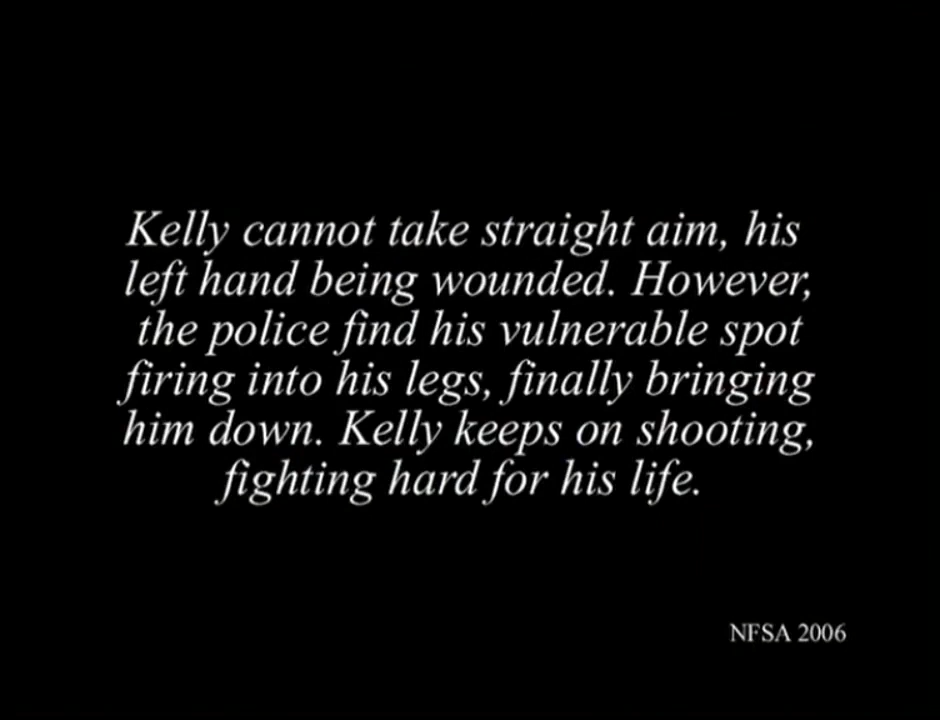 Kelly cannot take straight aim, his
left hand being wounded. However,
the police find his vulnerable spot
firing into his legs, finally bringing
him down. Kelly keeps on shooting,
fighting hard for his life.
NFSA 2006